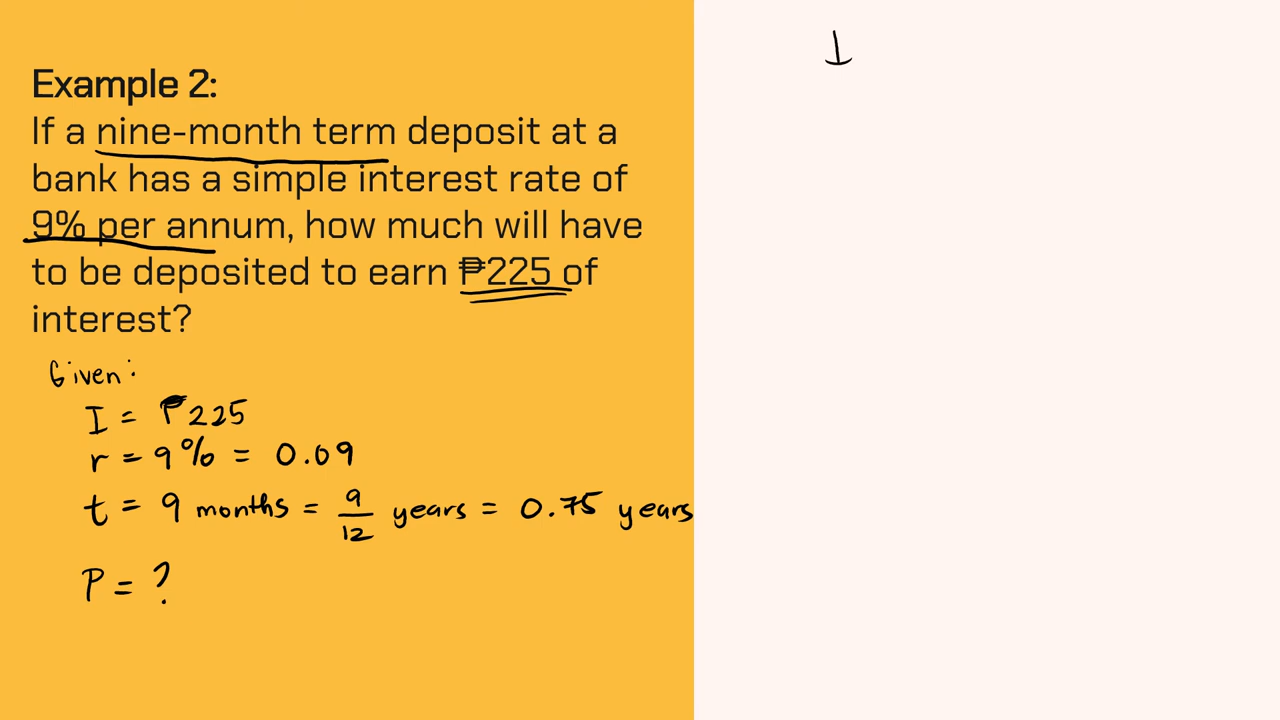 Example 2:
If a nine-month term deposit at a
bank has a simple interest rate of
9% per annum, how much will have
to be deposited to earn ₱225 of
interest?
Given:
I = ₱225
r = 9% = 0.09
t = 9 months = 9/12 years = 0.75 years
P = ?
I